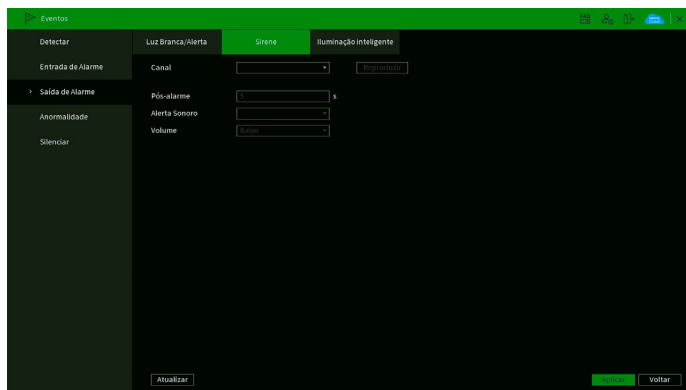 Eventos
Detectar
Luz Branca/Alerta
Sirene
Iluminação inteligente
Entrada de Alarme
Canal
Reproduzir
Saída de Alarme
Pós-alarme
5
s
Anormalidade
Alerta Sonoro
Volume
Baixo
Silenciar
Atualizar
Aplicar
Voltar